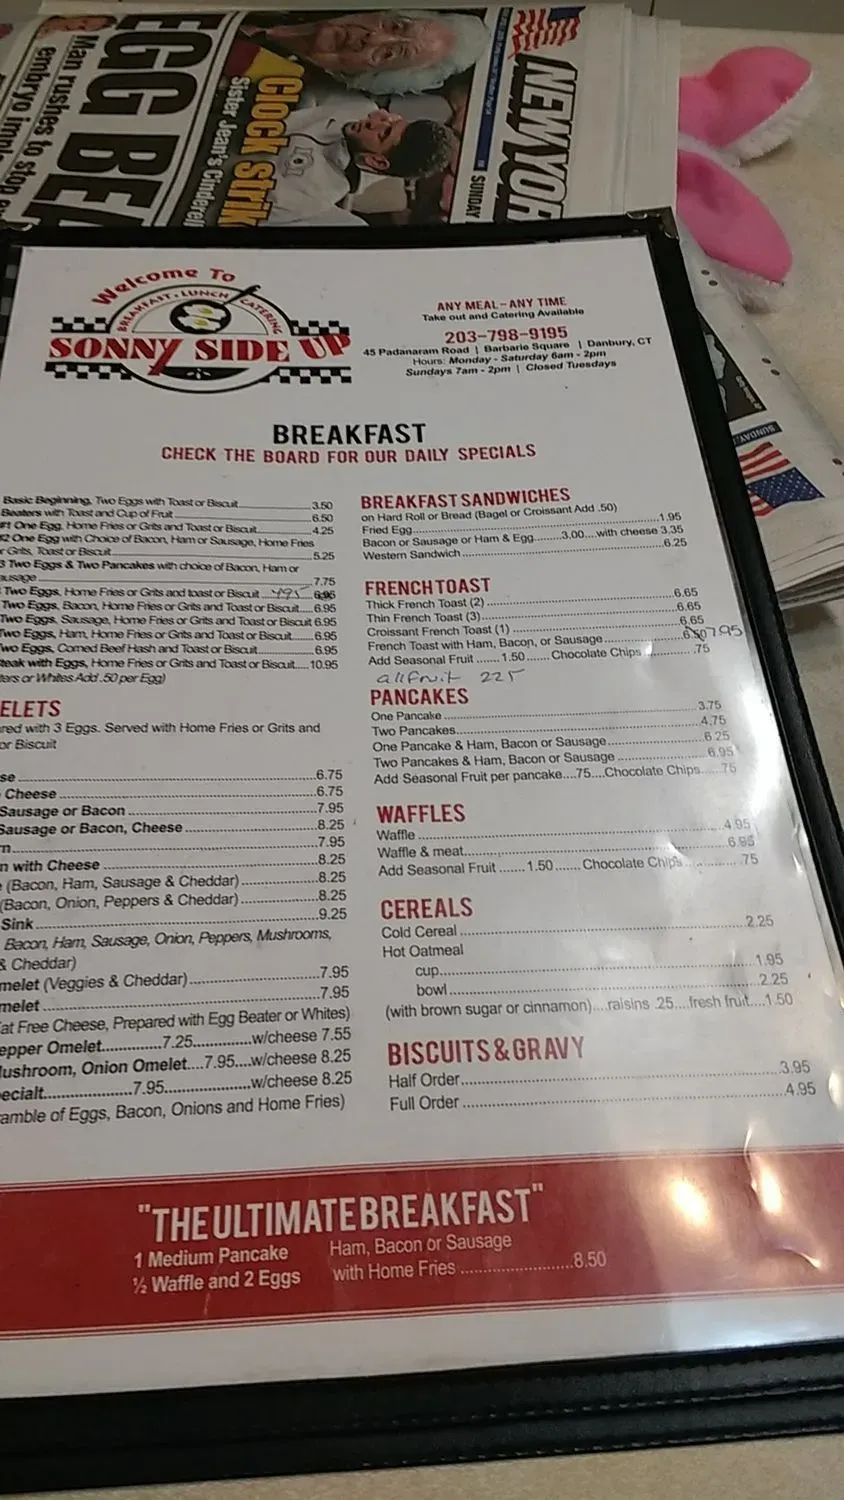 EGG BEA
Man rushes to stop
embryo impl
Clock strik
Sister Jean's Cinderel
NEW YOR
SUNDAY
SUNDAY,
Welcome To
BREAKFAST • LUNCH • CATERING
SONNY SIDE UP
ANY MEAL - ANY TIME
Take out and Catering Available
203-798-9195
45 Padanaram Road | Barbarie Square | Danbury, CT
Hours: Monday - Saturday 6am - 2pm
Sundays 7am - 2pm | Closed Tuesdays
BREAKFAST
CHECK THE BOARD FOR OUR DAILY SPECIALS
Basic Beginning, Two Eggs with Toast or Biscuit 3.50
Beaters with Toast and Cup of Fruit 6.50
#1 One Egg, Home Fries or Grits and Toast or Biscuit 4.25
#2 One Egg with Choice of Bacon, Ham or Sausage, Home Fries
r Grits, Toast or Biscuit 5.25
3 Two Eggs & Two Pancakes with choice of Bacon, Ham or
ausage 7.75
Two Eggs, Home Fries or Grits and toast or Biscuit 495 6.95
Two Eggs, Bacon, Home Fries or Grits and Toast or Biscuit 6.95
Two Eggs, Sausage, Home Fries or Grits and Toast or Biscuit 6.95
Two Eggs, Ham, Home Fries or Grits and Toast or Biscuit 6.95
Two Eggs, Corned Beef Hash and Toast or Biscuit 6.95
teak with Eggs, Home Fries or Grits and Toast or Biscuit 10.95
ters or Whites Add .50 per Egg)
ELETS
red with 3 Eggs. Served with Home Fries or Grits and
or Biscuit
se 6.75
Cheese 6.75
Sausage or Bacon 7.95
Sausage or Bacon, Cheese 8.25
n 7.95
n with Cheese 8.25
(Bacon, Ham, Sausage & Cheddar) 8.25
(Bacon, Onion, Peppers & Cheddar) 8.25
Sink 9.25
Bacon, Ham, Sausage, Onion, Peppers, Mushrooms,
& Cheddar)
melet (Veggies & Cheddar) 7.95
melet 7.95
at Free Cheese, Prepared with Egg Beater or Whites)
epper Omelet 7.25 w/cheese 7.55
ushroom, Onion Omelet 7.95 w/cheese 8.25
ecialt 7.95 w/cheese 8.25
amble of Eggs, Bacon, Onions and Home Fries)
BREAKFAST SANDWICHES
on Hard Roll or Bread (Bagel or Croissant Add .50)
Fried Egg 1.95
Bacon or Sausage or Ham & Egg 3.00 with cheese 3.35
Western Sandwich 6.25
FRENCH TOAST
Thick French Toast (2) 6.65
Thin French Toast (3) 6.65
Croissant French Toast (1) 6.65
French Toast with Ham, Bacon, or Sausage 6.50 795
Add Seasonal Fruit 1.50 Chocolate Chips .75
all fruit 225
PANCAKES
One Pancake 3.75
Two Pancakes 4.75
One Pancake & Ham, Bacon or Sausage 6.25
Two Pancakes & Ham, Bacon or Sausage 6.95
Add Seasonal Fruit per pancake .75 Chocolate Chips .75
WAFFLES
Waffle 4.95
Waffle & meat 6.95
Add Seasonal Fruit 1.50 Chocolate Chips .75
CEREALS
Cold Cereal 2.25
Hot Oatmeal
cup 1.95
bowl 2.25
(with brown sugar or cinnamon) raisins .25 fresh fruit 1.50
BISCUITS & GRAVY
Half Order 3.95
Full Order 4.95
"THE ULTIMATE BREAKFAST"
1 Medium Pancake
½ Waffle and 2 Eggs
Ham, Bacon or Sausage
with Home Fries 8.50